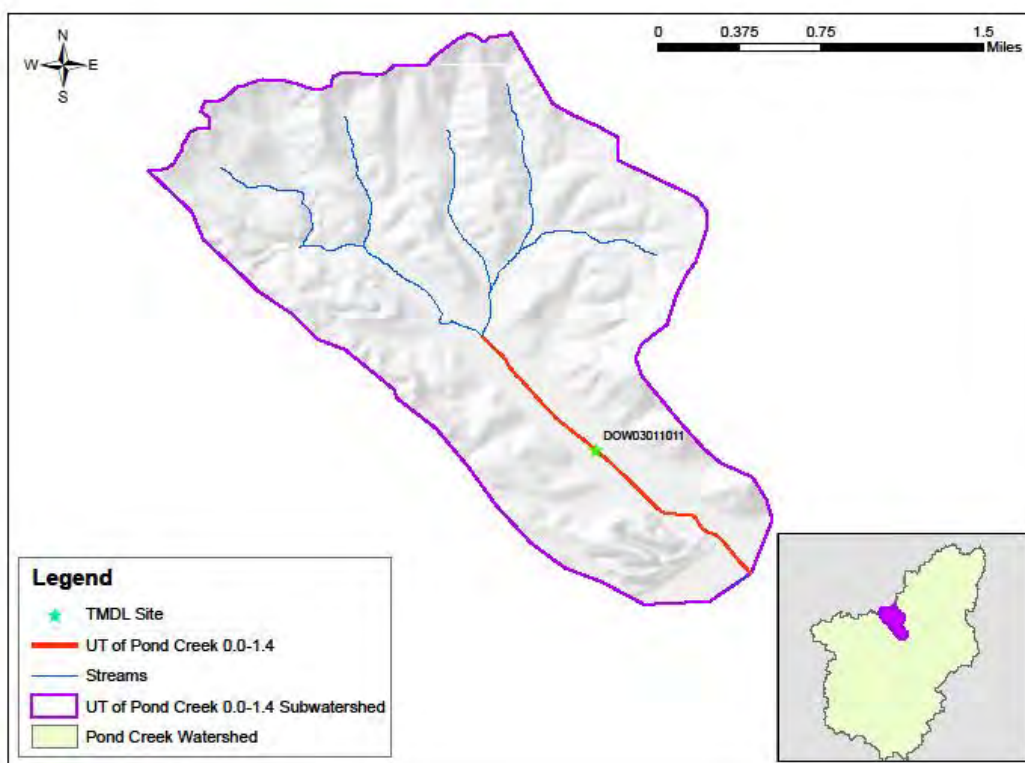 N
W E
S
0 0.375 0.75 1.5
Miles
DOW03011011
Legend
TMDL Site
UT of Pond Creek 0.0-1.4
Streams
UT of Pond Creek 0.0-1.4 Subwatershed
Pond Creek Watershed